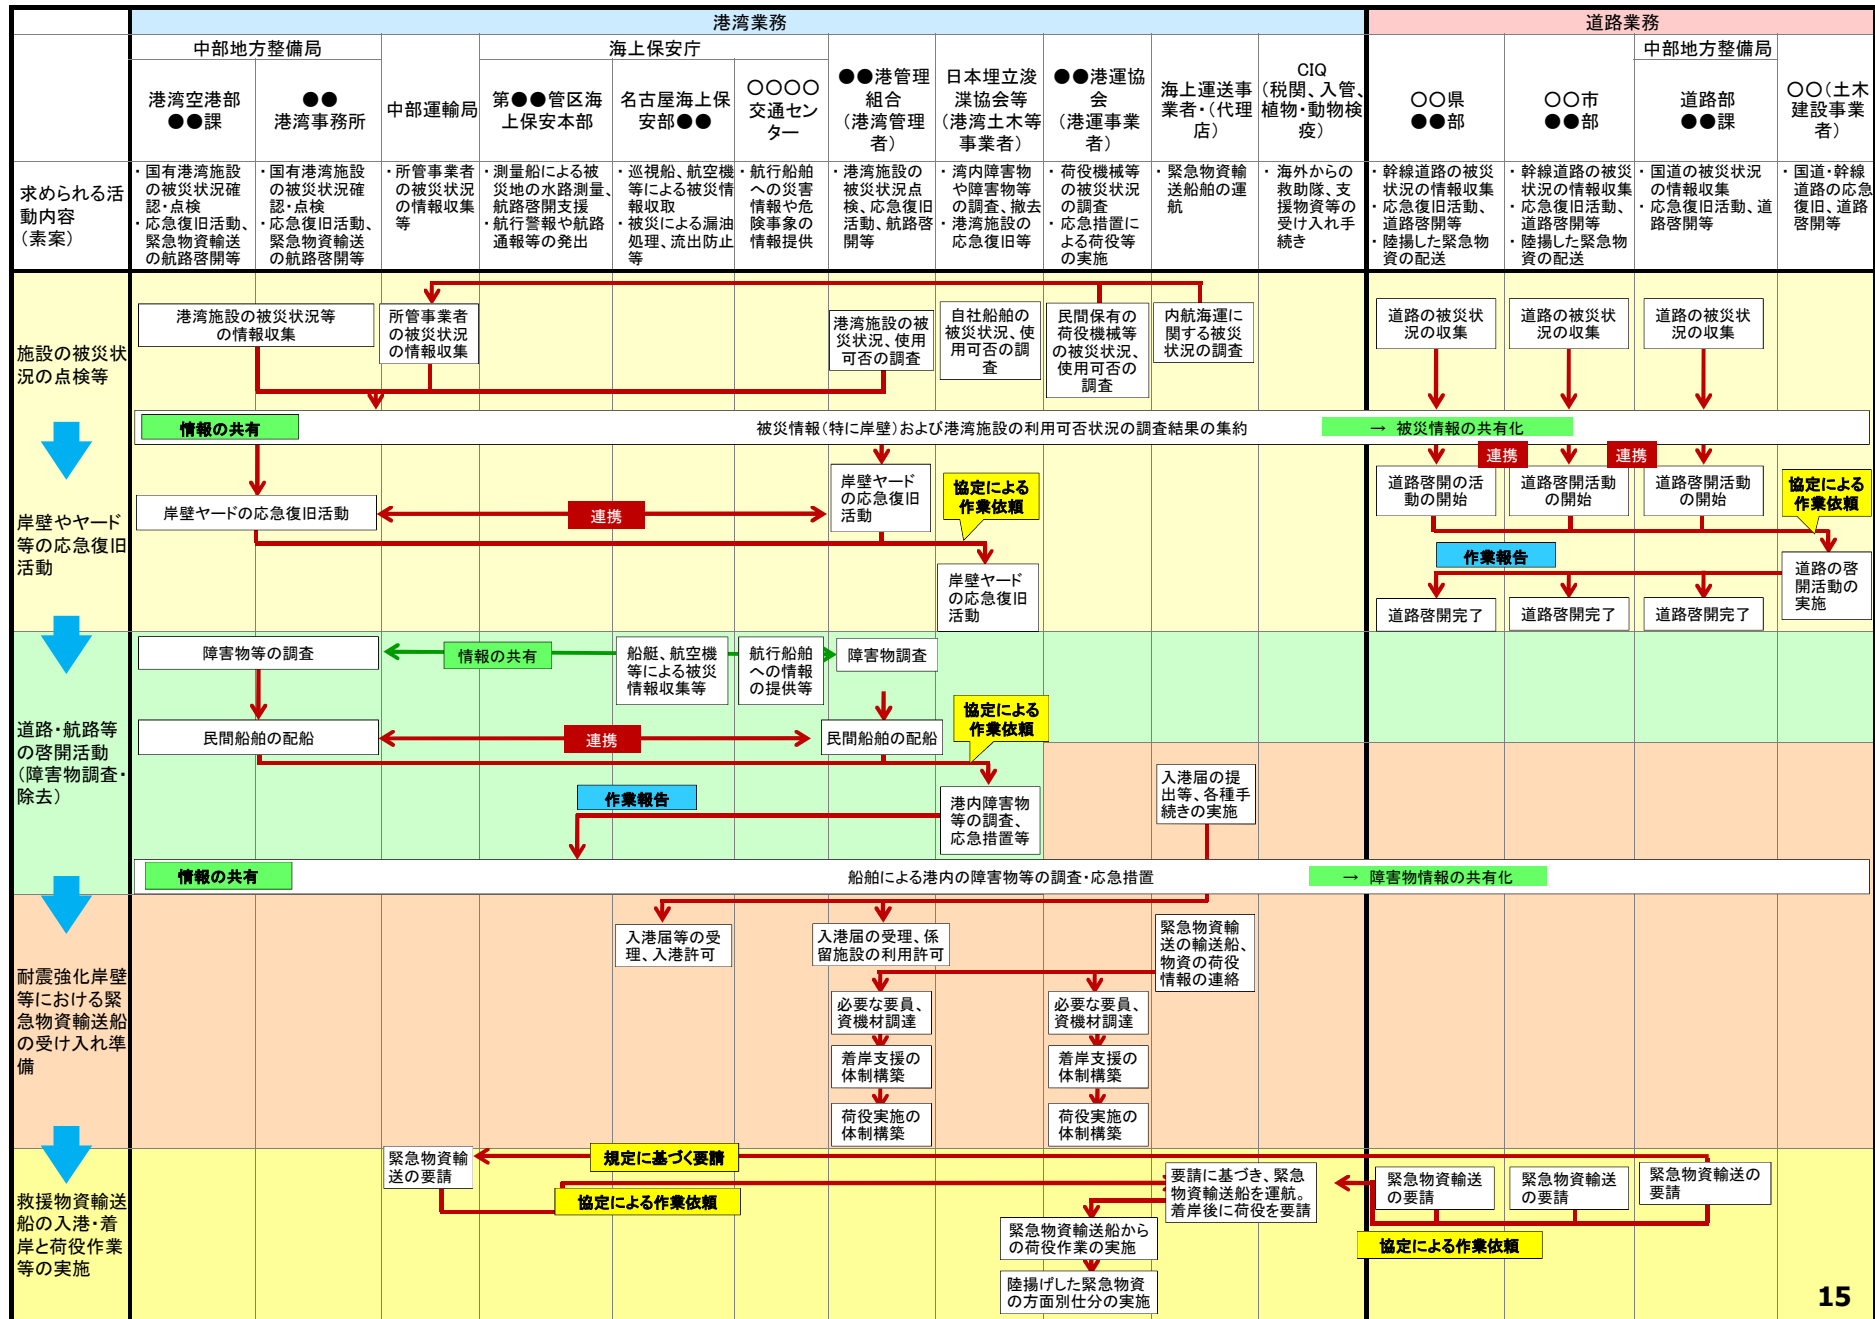 港湾業務
道路業務
中部地方整備局
海上保安庁
中部地方整備局
港湾空港部
●●課
●●
港湾事務所
中部運輸局
第●●管区海
上保安本部
名古屋海上保
安部●●
〇〇〇〇
交通セン
ター
●●港管理
組合
(港湾管理
者)
日本埋立浚
渫協会等
(港湾土木等
事業者)
●●港運協
会
(港運事業
者)
海上運送事
業者・(代理
店)
CIQ
(税関、入管、
植物・動物検
疫)
〇〇県
●●部
〇〇市
●●部
道路部
●●課
〇〇(土木
建設事業
者)
求められる活
動内容
(素案)
・国有港湾施設
の被災状況確
認・点検
・応急復旧活動、
緊急物資輸送
の航路啓開等
・国有港湾施設
の被災状況確
認・点検
・応急復旧活動、
緊急物資輸送
の航路啓開等
・所管事業者
の被災状況
の情報収集
等
・測量船による被
災地の水路測量、
航路啓開支援
・航行警報や航路
通報等の発出
・巡視船、航空機
等による被災情
報収取
・被災による漏油
処理、流出防止
等
・航行船舶
への災害
情報や危
険事象の
情報提供
・港湾施設の
被災状況点
検、応急復旧
活動、航路啓
開等
・湾内障害物
や障害物等
の調査、撤去
・港湾施設の
応急復旧等
・荷役機械等
の被災状況
の調査
・応急措置に
よる荷役等
の実施
・緊急物資輸
送船舶の運
航
・海外からの
救助隊、支
援物資等の
受け入れ手
続き
・幹線道路の被災
状況の情報収集
・応急復旧活動、
道路啓開等
・陸揚した緊急物
資の配送
・幹線道路の被災
状況の情報収集
・応急復旧活動、
道路啓開等
・陸揚した緊急物
資の配送
・国道の被災状況
の情報収集
・応急復旧活動、道
路啓開等
・国道・幹線
道路の応急
復旧、道路
啓開等
施設の被災状
況の点検等
港湾施設の被災状況等
の情報収集
所管事業者
の被災状況
の情報収集
港湾施設の被
災状況、使用
可否の調査
自社船舶の
被災状況、使
用可否の調
査
民間保有の
荷役機械等
の被災状況、
使用可否の
調査
内航海運に
関する被災
状況の調査
道路の被災状
況の収集
道路の被災状
況の収集
道路の被災状
況の収集
情報の共有
被災情報(特に岸壁)および港湾施設の利用可否状況の調査結果の集約
→ 被災情報の共有化
岸壁やヤード
等の応急復旧
活動
岸壁ヤードの応急復旧活動
連携
岸壁ヤード
の応急復旧
活動
協定による
作業依頼
岸壁ヤード
の応急復旧
活動
連携
連携
道路啓開の活
動の開始
道路啓開活動
の開始
道路啓開活動
の開始
協定による
作業依頼
作業報告
道路の啓
開活動の
実施
道路啓開完了
道路啓開完了
道路啓開完了
道路・航路等
の啓開活動
(障害物調査・
除去)
障害物等の調査
情報の共有
船艇、航空機
等による被災
情報収集等
航行船舶
への情報
の提供等
障害物調査
民間船舶の配船
連携
民間船舶の配船
協定による
作業依頼
作業報告
港内障害物
等の調査、
応急措置等
入港届の提
出等、各種手
続きの実施
情報の共有
船舶による港内の障害物等の調査・応急措置
→ 障害物情報の共有化
耐震強化岸壁
等における緊
急物資輸送船
の受け入れ準
備
入港届等の受
理、入港許可
入港届の受理、係
留施設の利用許可
緊急物資輸
送の輸送船、
物資の荷役
情報の連絡
必要な要員、
資機材調達
必要な要員、
資機材調達
着岸支援の
体制構築
着岸支援の
体制構築
荷役実施の
体制構築
荷役実施の
体制構築
救援物資輸送
船の入港・着
岸と荷役作業
等の実施
緊急物資輸
送の要請
規定に基づく要請
協定による作業依頼
要請に基づき、緊急
物資輸送船を運航。
着岸後に荷役を要請
緊急物資輸送
の要請
緊急物資輸送
の要請
緊急物資輸送の
要請
協定による作業依頼
緊急物資輸送船から
の荷役作業の実施
陸揚げした緊急物資
の方面別仕分の実施
15